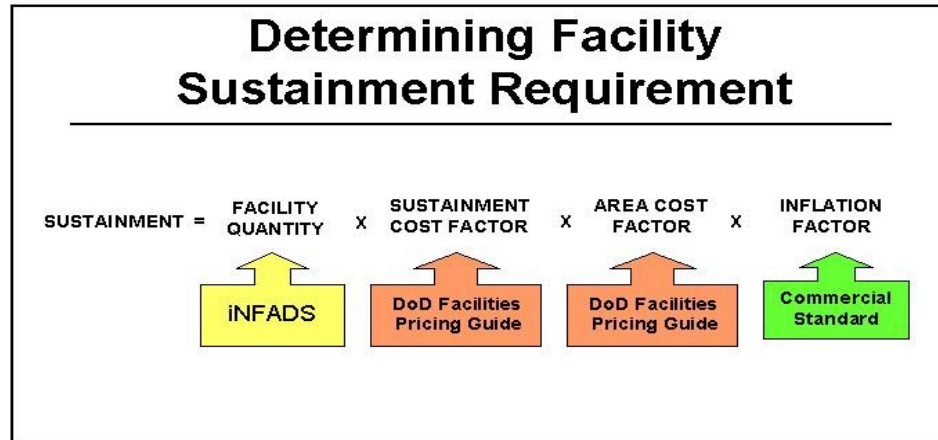 Determining Facility
Sustainment Requirement
SUSTAINMENT = FACILITY QUANTITY X SUSTAINMENT COST FACTOR X AREA COST FACTOR X INFLATION FACTOR
iNFADS
DoD Facilities
Pricing Guide
DoD Facilities
Pricing Guide
Commercial
Standard